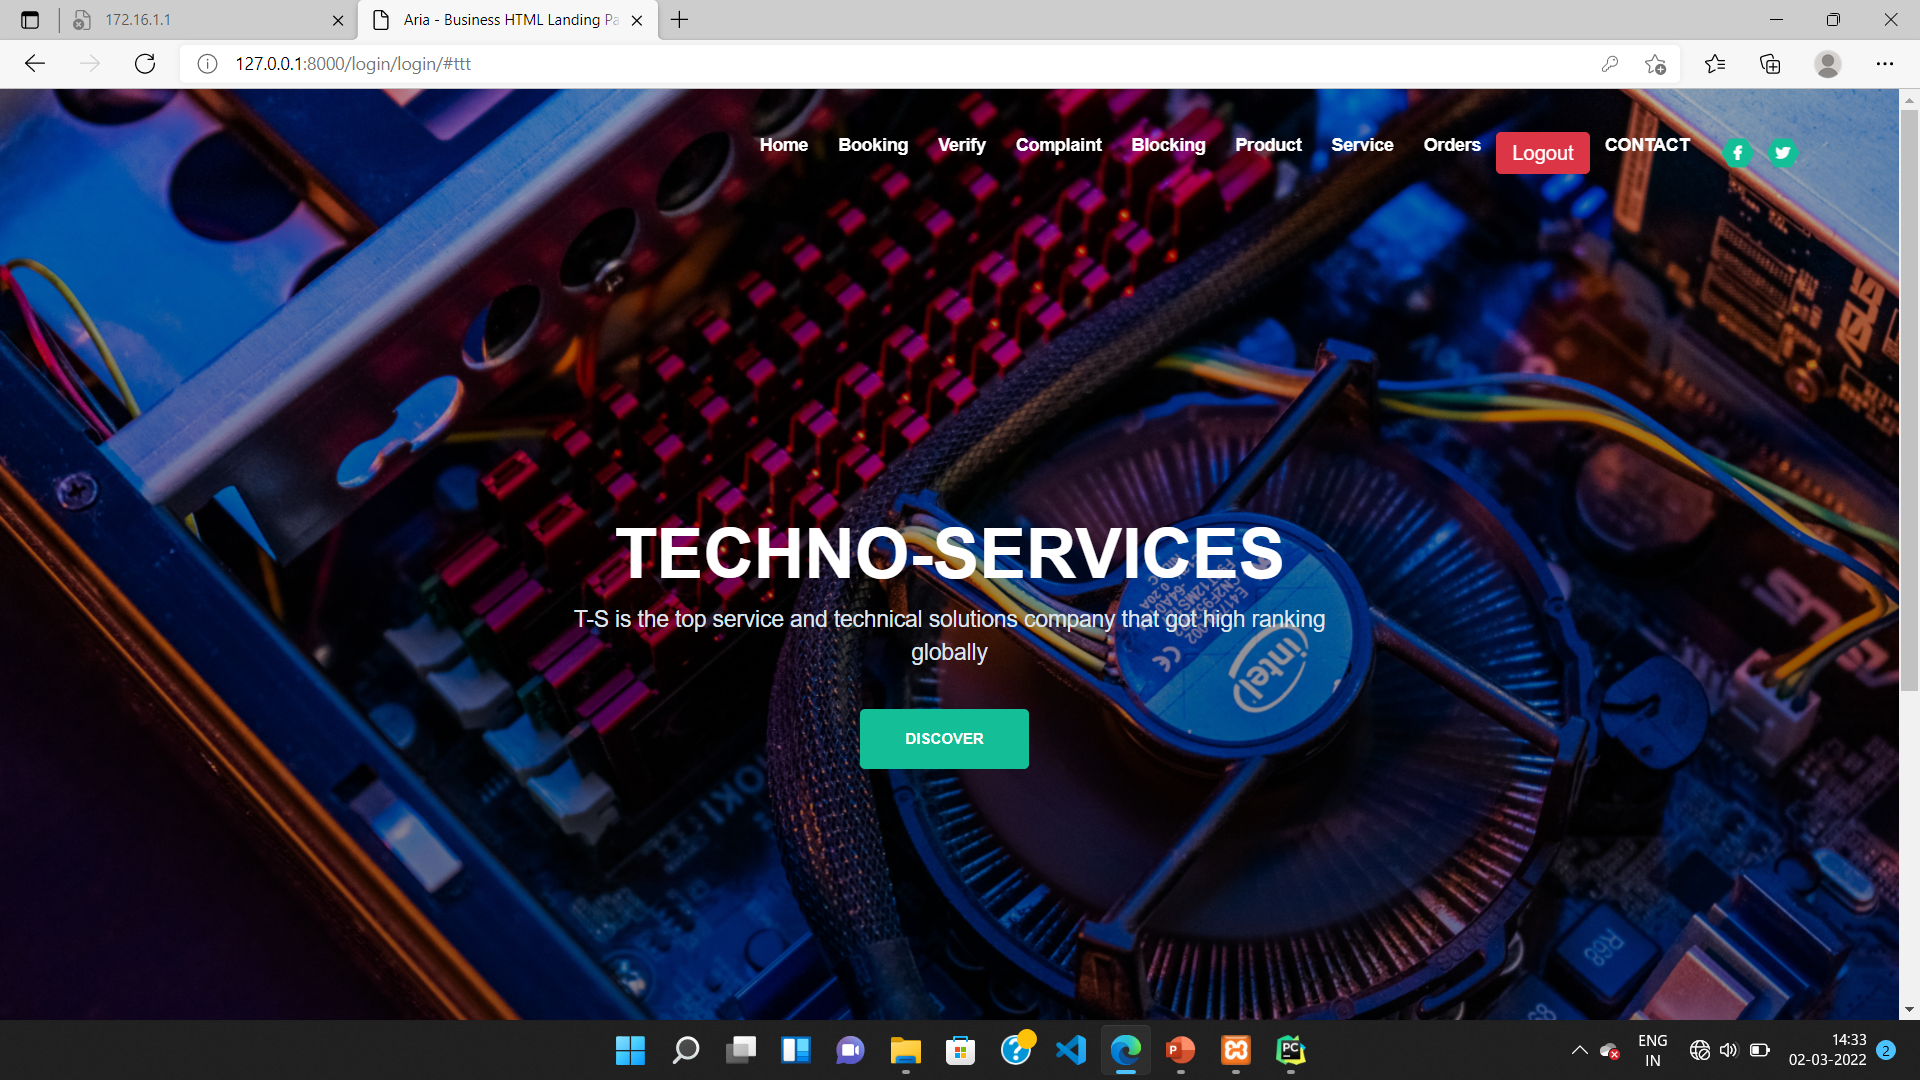 172.16.1.1
Aria - Business HTML Landing Pa
127.0.0.1:8000/login/login/#ttt
Home Booking Verify Complaint Blocking Product Service Orders Logout CONTACT
TECHNO-SERVICES
T-S is the top service and technical solutions company that got high ranking
globally
DISCOVER
intel
ENG
IN
14:33
02-03-2022
2